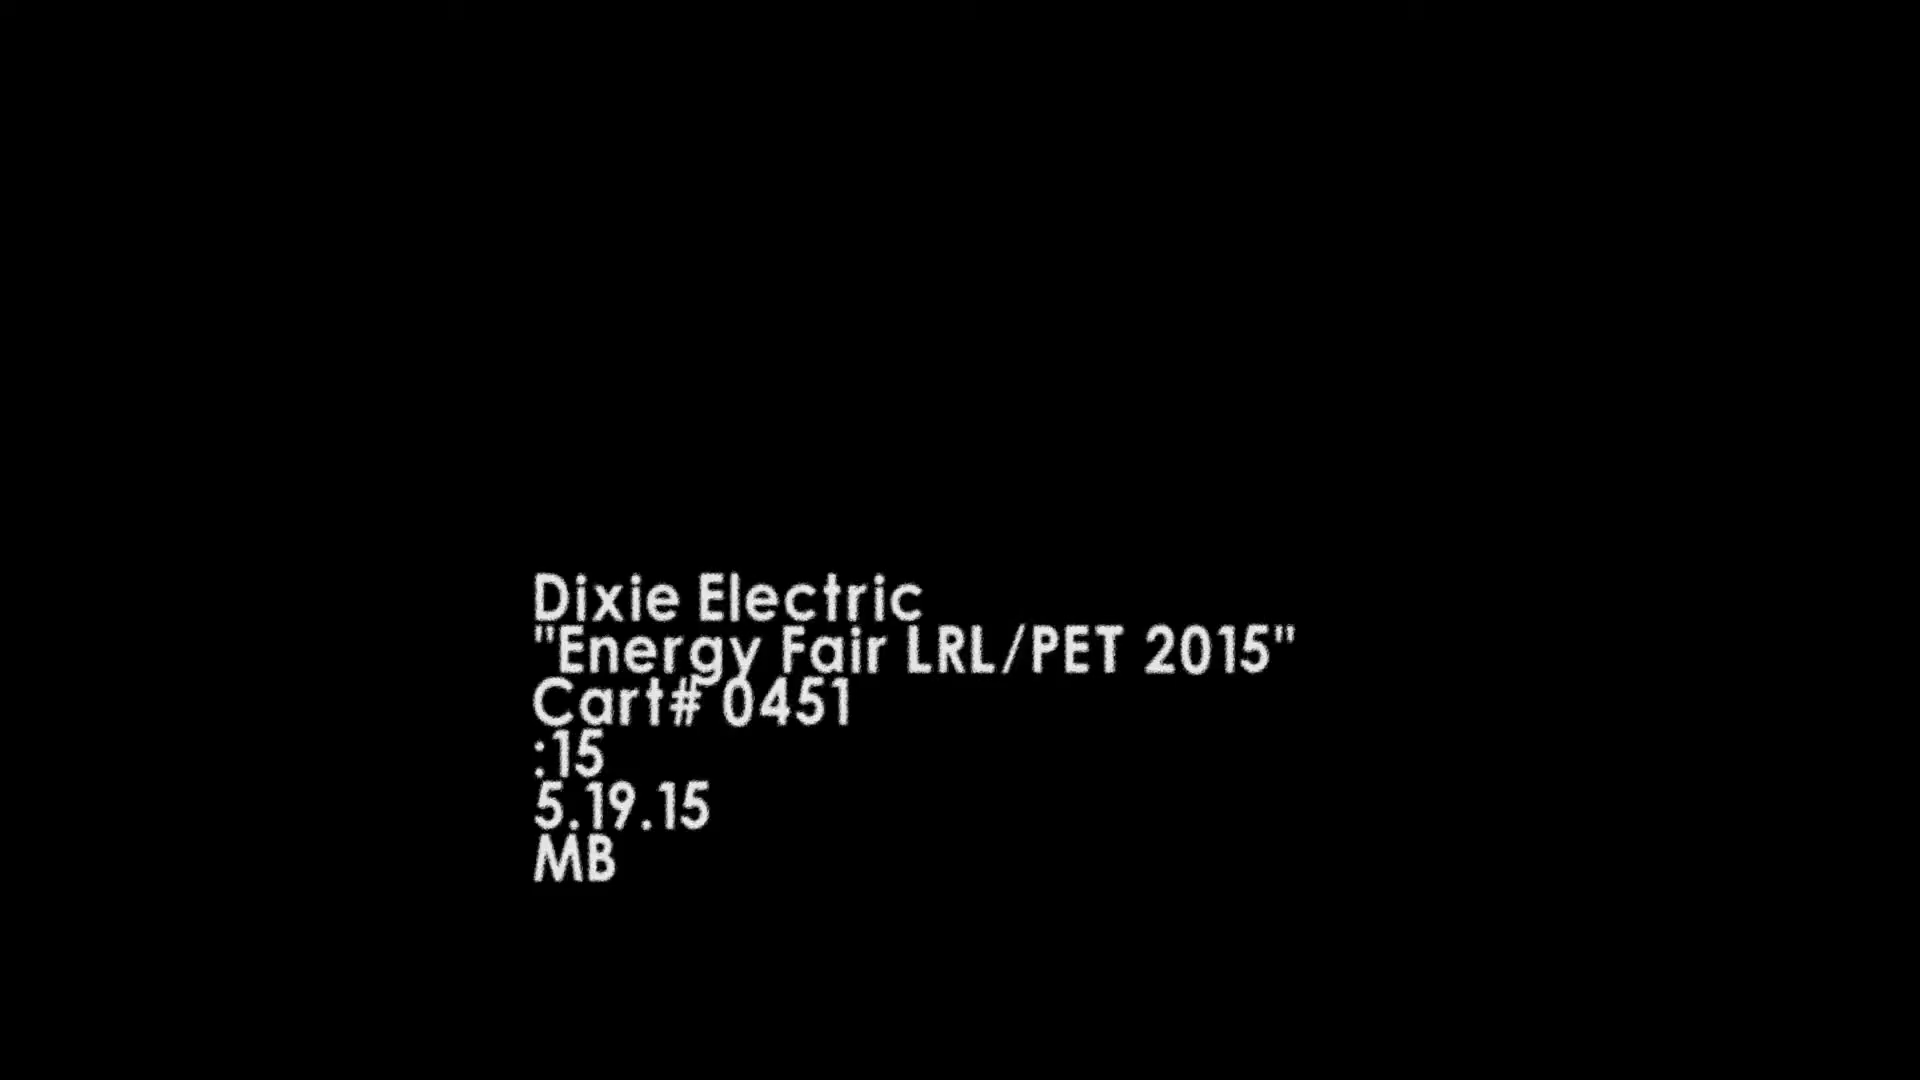 Dixie Electric
"Energy Fair LRL/PET 2015"
Cart# 0451
:15
5.19.15
MB